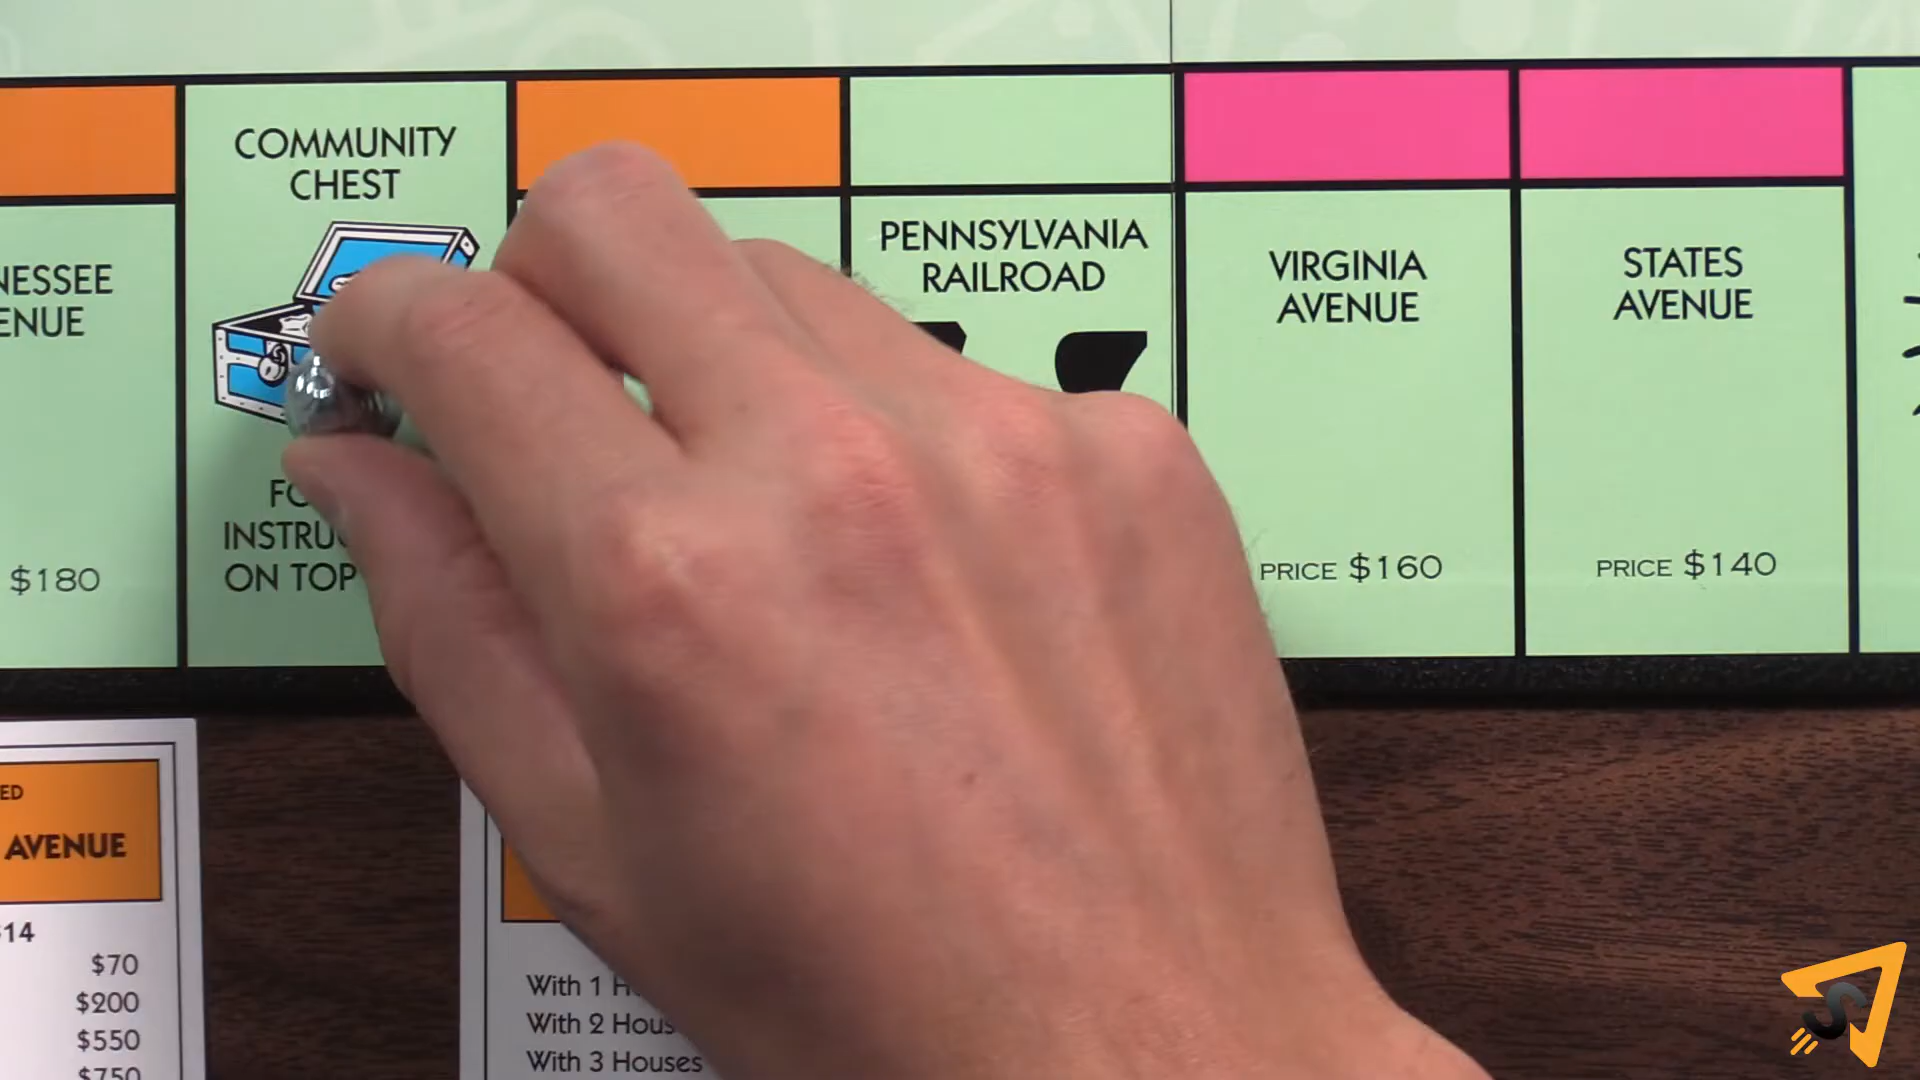 COMMUNITY
CHEST
INSTRU
ON TOP
NESSEE
ENUE
$180
PENNSYLVANIA
RAILROAD
VIRGINIA
AVENUE
PRICE $160
STATES
AVENUE
PRICE $140
ED
AVENUE
14
$70
$200
$550
$750
With 1 H
With 2 Hous
With 3 Houses